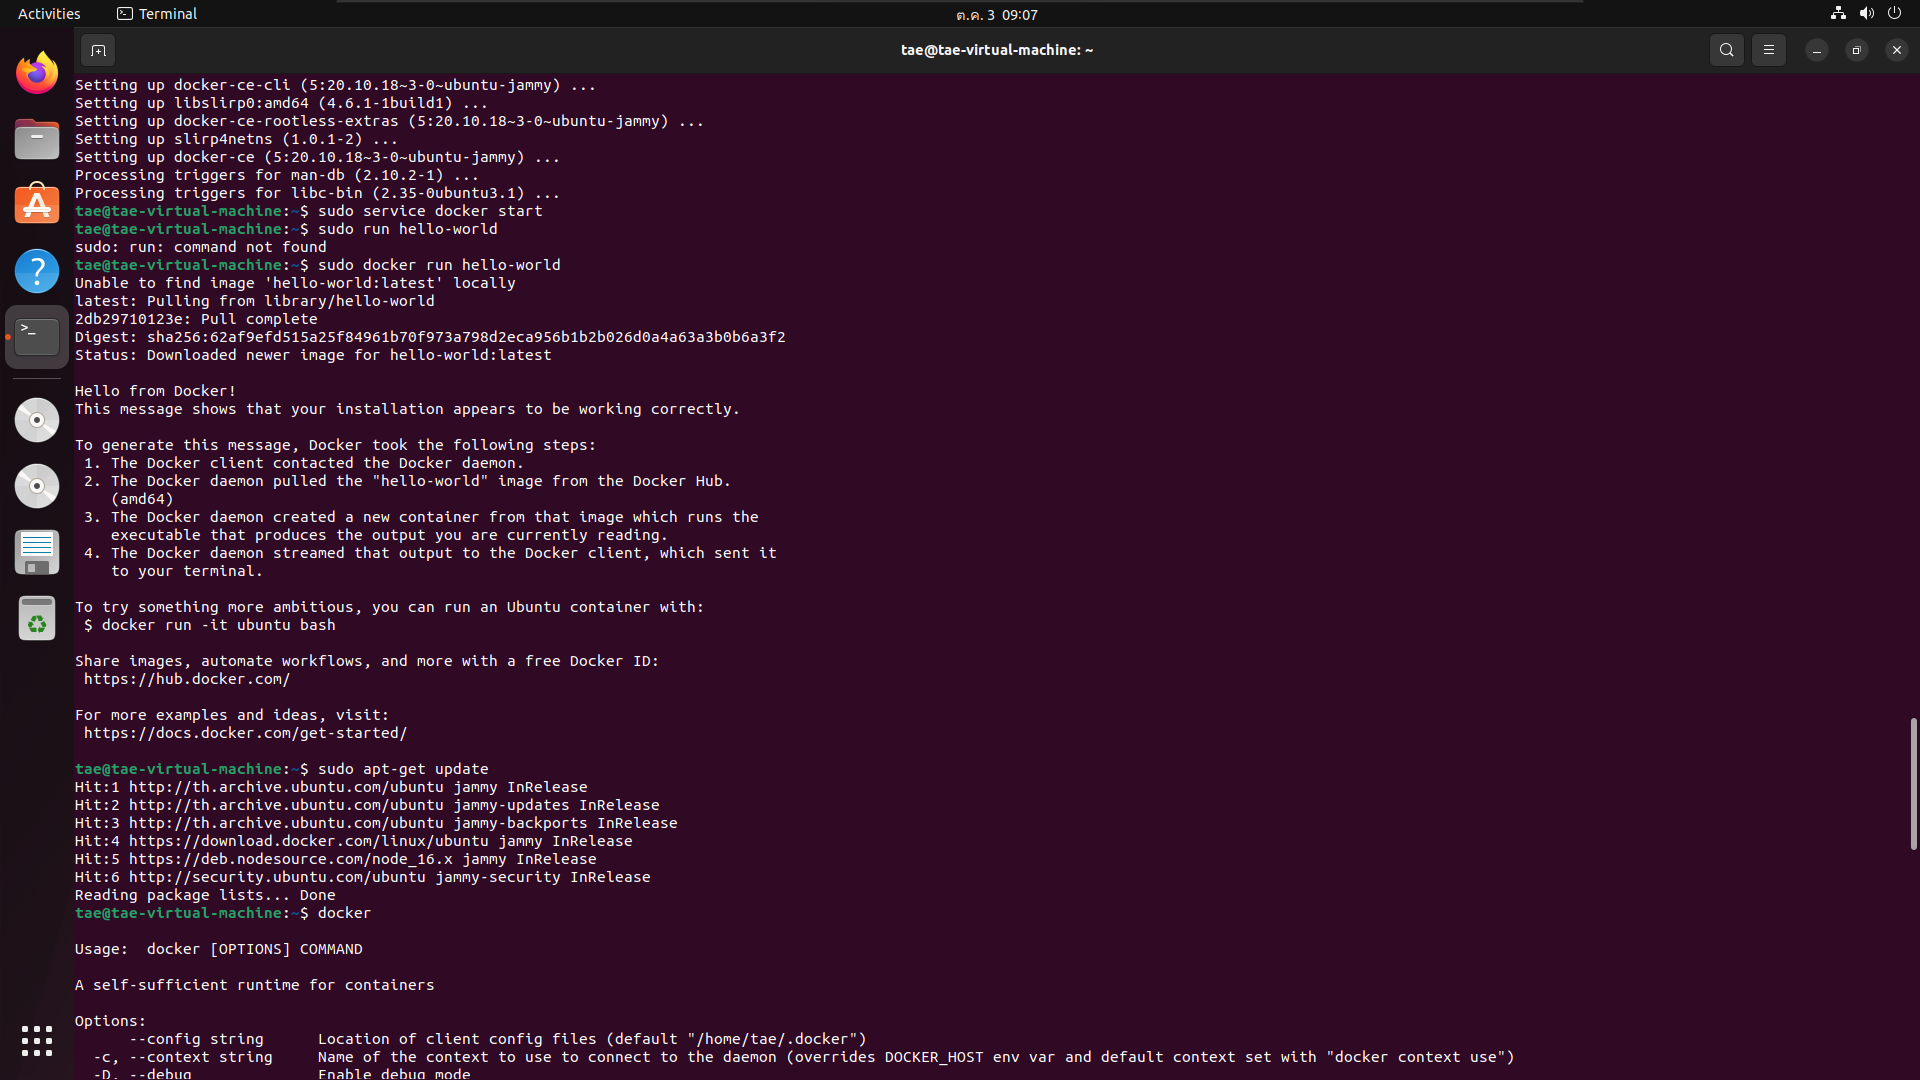 Activities
Terminal
ต.ค. 3 09:07
tae@tae-virtual-machine: ~
Setting up docker-ce-cli (5:20.10.18~3-0~ubuntu-jammy) ...
Setting up libslirp0:amd64 (4.6.1-1build1) ...
Setting up docker-ce-rootless-extras (5:20.10.18~3-0~ubuntu-jammy) ...
Setting up slirp4netns (1.0.1-2) ...
Setting up docker-ce (5:20.10.18~3-0~ubuntu-jammy) ...
Processing triggers for man-db (2.10.2-1) ...
Processing triggers for libc-bin (2.35-0ubuntu3.1) ...
tae@tae-virtual-machine:~$ sudo service docker start
tae@tae-virtual-machine:~$ sudo run hello-world
sudo: run: command not found
tae@tae-virtual-machine:~$ sudo docker run hello-world
Unable to find image 'hello-world:latest' locally
latest: Pulling from library/hello-world
2db29710123e: Pull complete
Digest: sha256:62af9efd515a25f84961b70f973a798d2eca956b1b2b026d0a4a63a3b0b6a3f2
Status: Downloaded newer image for hello-world:latest
Hello from Docker!
This message shows that your installation appears to be working correctly.
To generate this message, Docker took the following steps:
1. The Docker client contacted the Docker daemon.
2. The Docker daemon pulled the "hello-world" image from the Docker Hub.
(amd64)
3. The Docker daemon created a new container from that image which runs the
executable that produces the output you are currently reading.
4. The Docker daemon streamed that output to the Docker client, which sent it
to your terminal.
To try something more ambitious, you can run an Ubuntu container with:
$ docker run -it ubuntu bash
Share images, automate workflows, and more with a free Docker ID:
https://hub.docker.com/
For more examples and ideas, visit:
https://docs.docker.com/get-started/
tae@tae-virtual-machine:~$ sudo apt-get update
Hit:1 http://th.archive.ubuntu.com/ubuntu jammy InRelease
Hit:2 http://th.archive.ubuntu.com/ubuntu jammy-updates InRelease
Hit:3 http://th.archive.ubuntu.com/ubuntu jammy-backports InRelease
Hit:4 https://download.docker.com/linux/ubuntu jammy InRelease
Hit:5 https://deb.nodesource.com/node_16.x jammy InRelease
Hit:6 http://security.ubuntu.com/ubuntu jammy-security InRelease
Reading package lists... Done
tae@tae-virtual-machine:~$ docker
Usage:  docker [OPTIONS] COMMAND
A self-sufficient runtime for containers
Options:
--config string      Location of client config files (default "/home/tae/.docker")
-c, --context string     Name of the context to use to connect to the daemon (overrides DOCKER_HOST env var and default context set with "docker context use")
-D, --debug              Enable debug mode